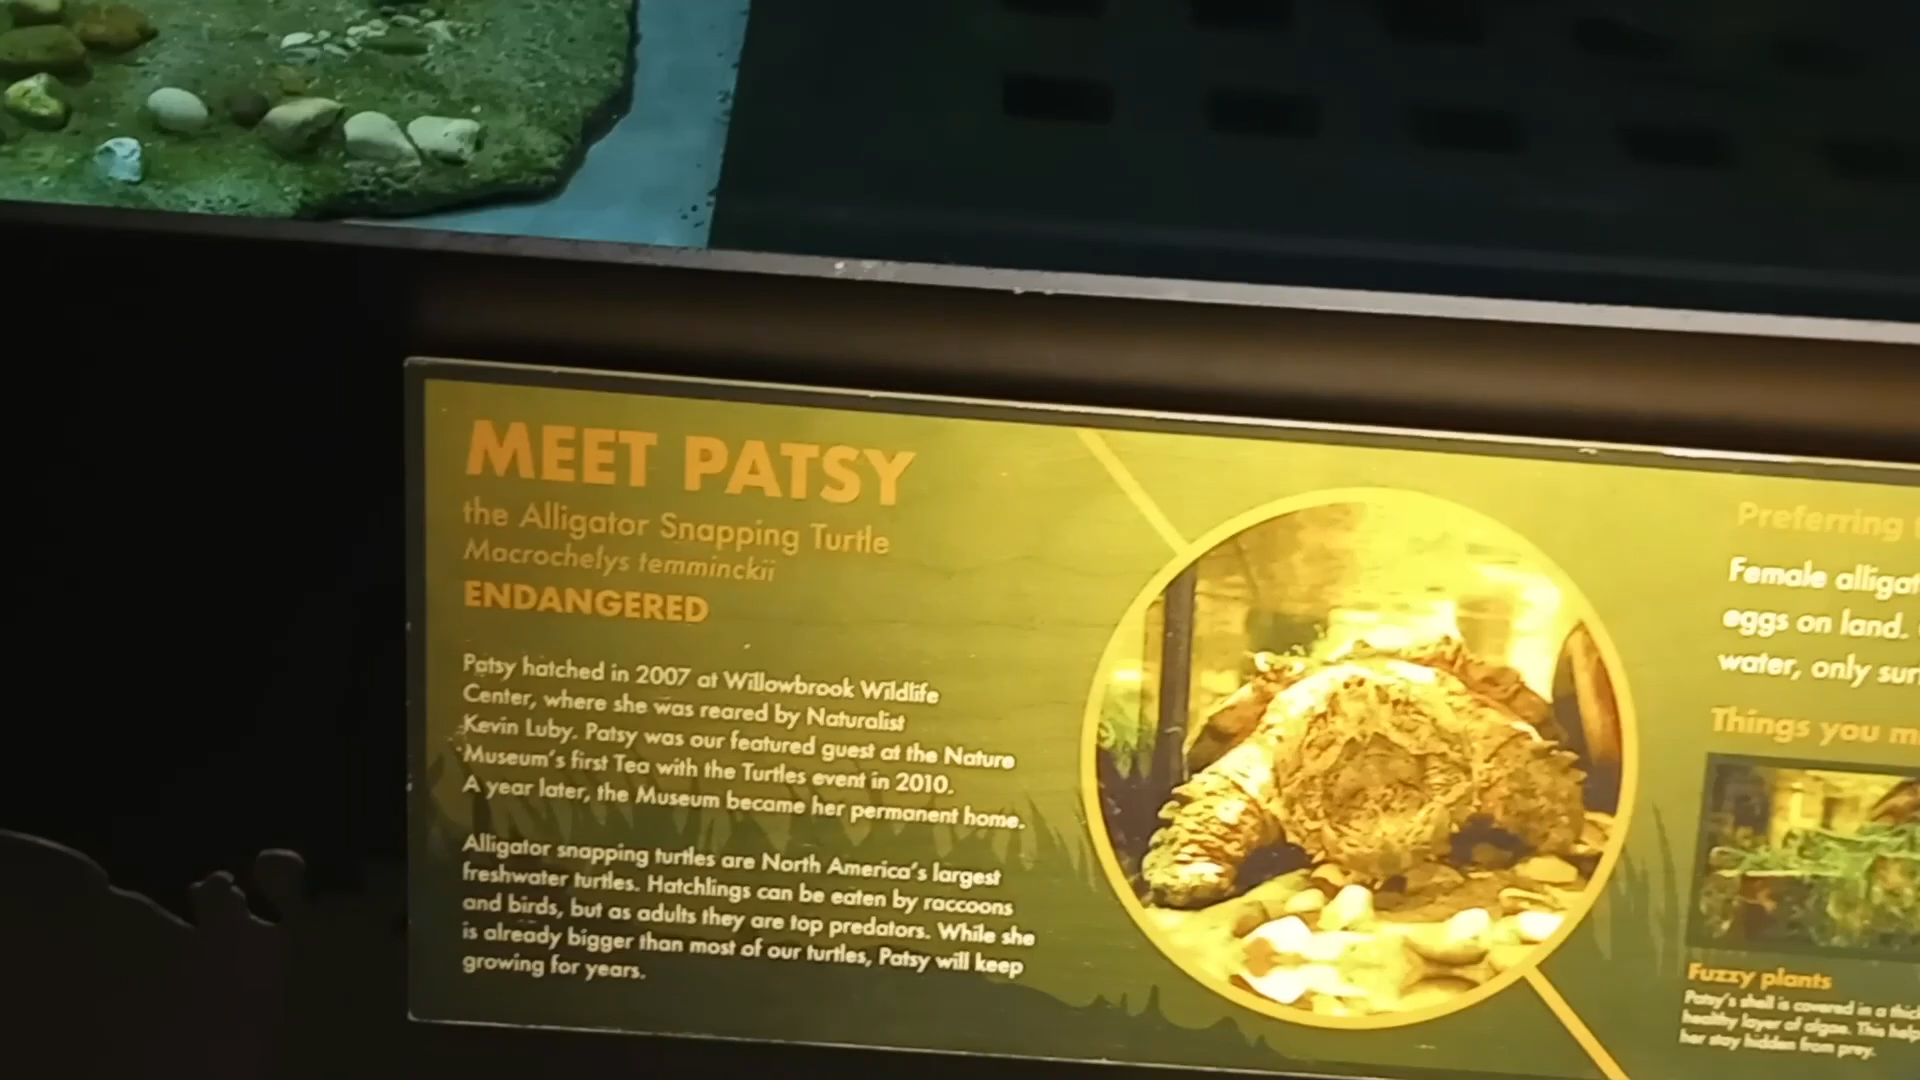 MEET PATSY
the Alligator Snapping Turtle
Macrochelys temminckii
ENDANGERED
Patsy hatched in 2007 at Willowbrook Wildlife
Center, where she was reared by Naturalist
Kevin Luby. Patsy was our featured guest at the Nature
Museum's first Tea with the Turtles event in 2010.
A year later, the Museum became her permanent home.
Alligator snapping turtles are North America's largest
freshwater turtles. Hatchlings can be eaten by raccoons
and birds, but as adults they are top predators. While she
is already bigger than most of our turtles, Patsy will keep
growing for years.
Preferring
Female
eggs on land.
water, only
Things you
Fuzzy plants
Patsy's shell is covered in a
healthy layer of algae. This
her stay hidden from prey.